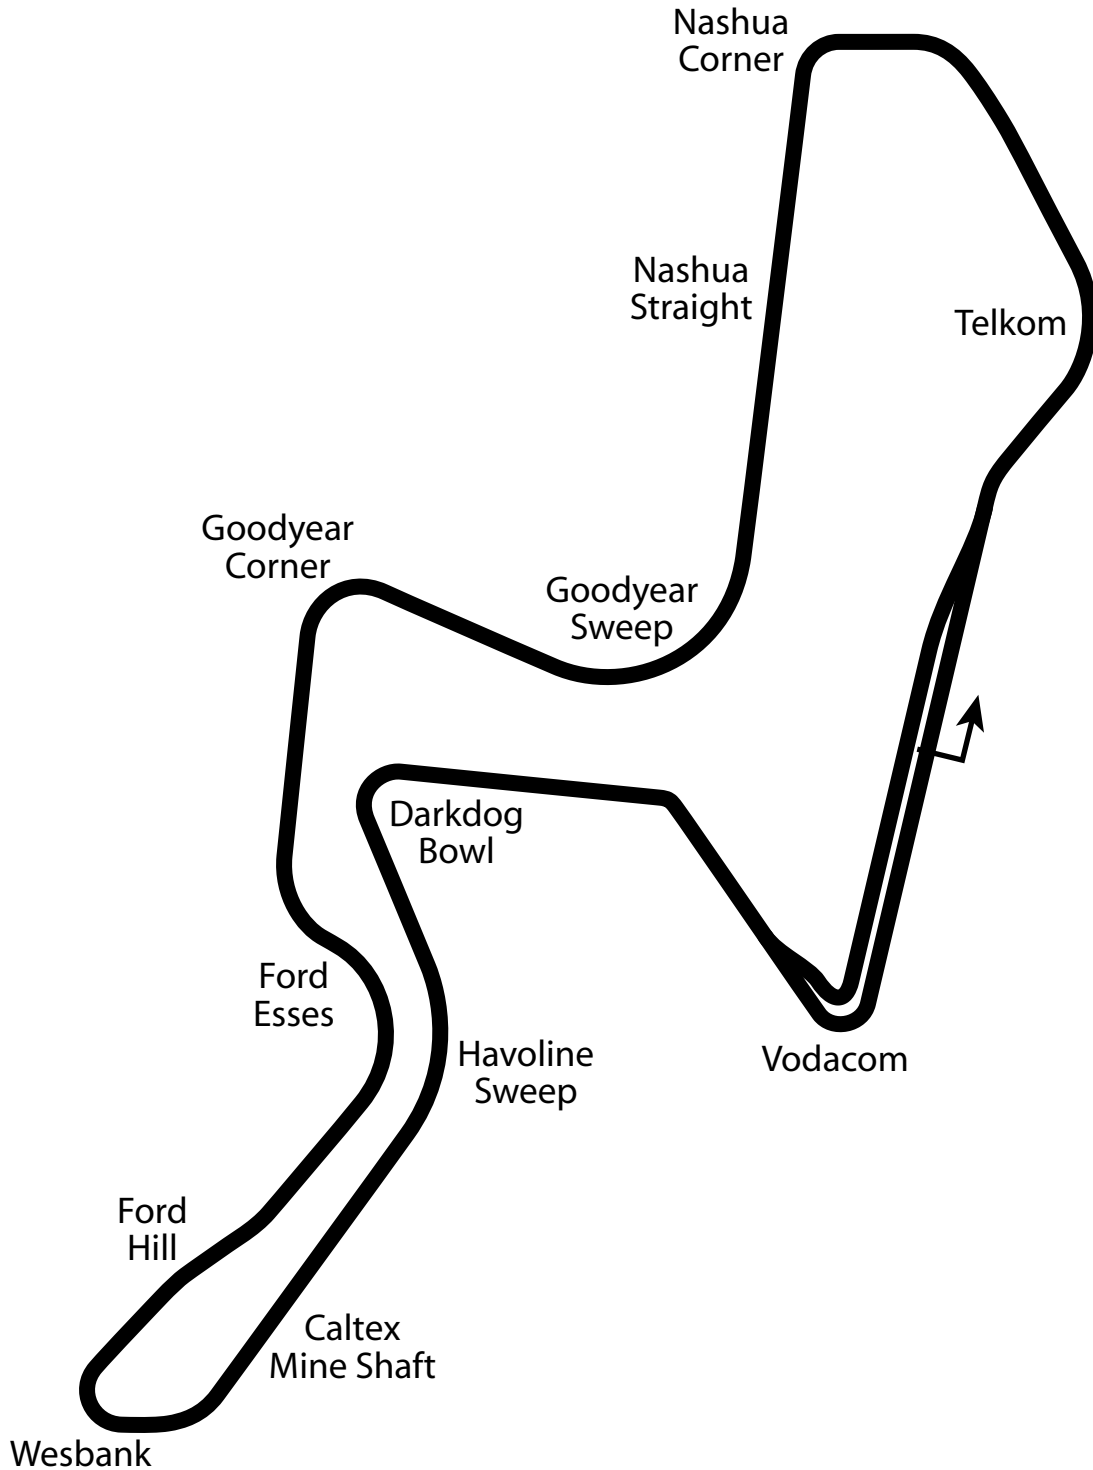 Nashua
Corner
Nashua
Straight
Telkom
Goodyear
Corner
Goodyear
Sweep
Darkdog
Bowl
Ford
Esses
Havoline
Sweep
Vodacom
Ford
Hill
Caltex
Mine Shaft
Wesbank